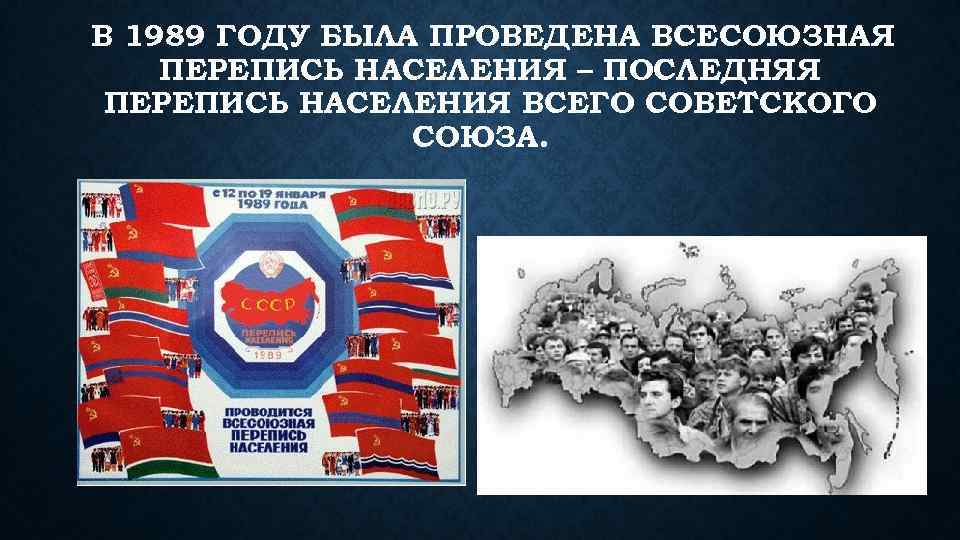 В 1989 ГОДУ БЫЛА ПРОВЕДЕНА ВСЕСОЮЗНАЯ
ПЕРЕПИСЬ НАСЕЛЕНИЯ – ПОСЛЕДНЯЯ
ПЕРЕПИСЬ НАСЕЛЕНИЯ ВСЕГО СОВЕТСКОГО
СОЮЗА.
С 12 ПО 19 ЯНВАРЯ
1989 ГОДА
СССР
ПЕРЕПИСЬ
НАСЕЛЕНИЯ
1989
ПРОВОДИТСЯ
ВСЕСОЮЗНАЯ
ПЕРЕПИСЬ
НАСЕЛЕНИЯ